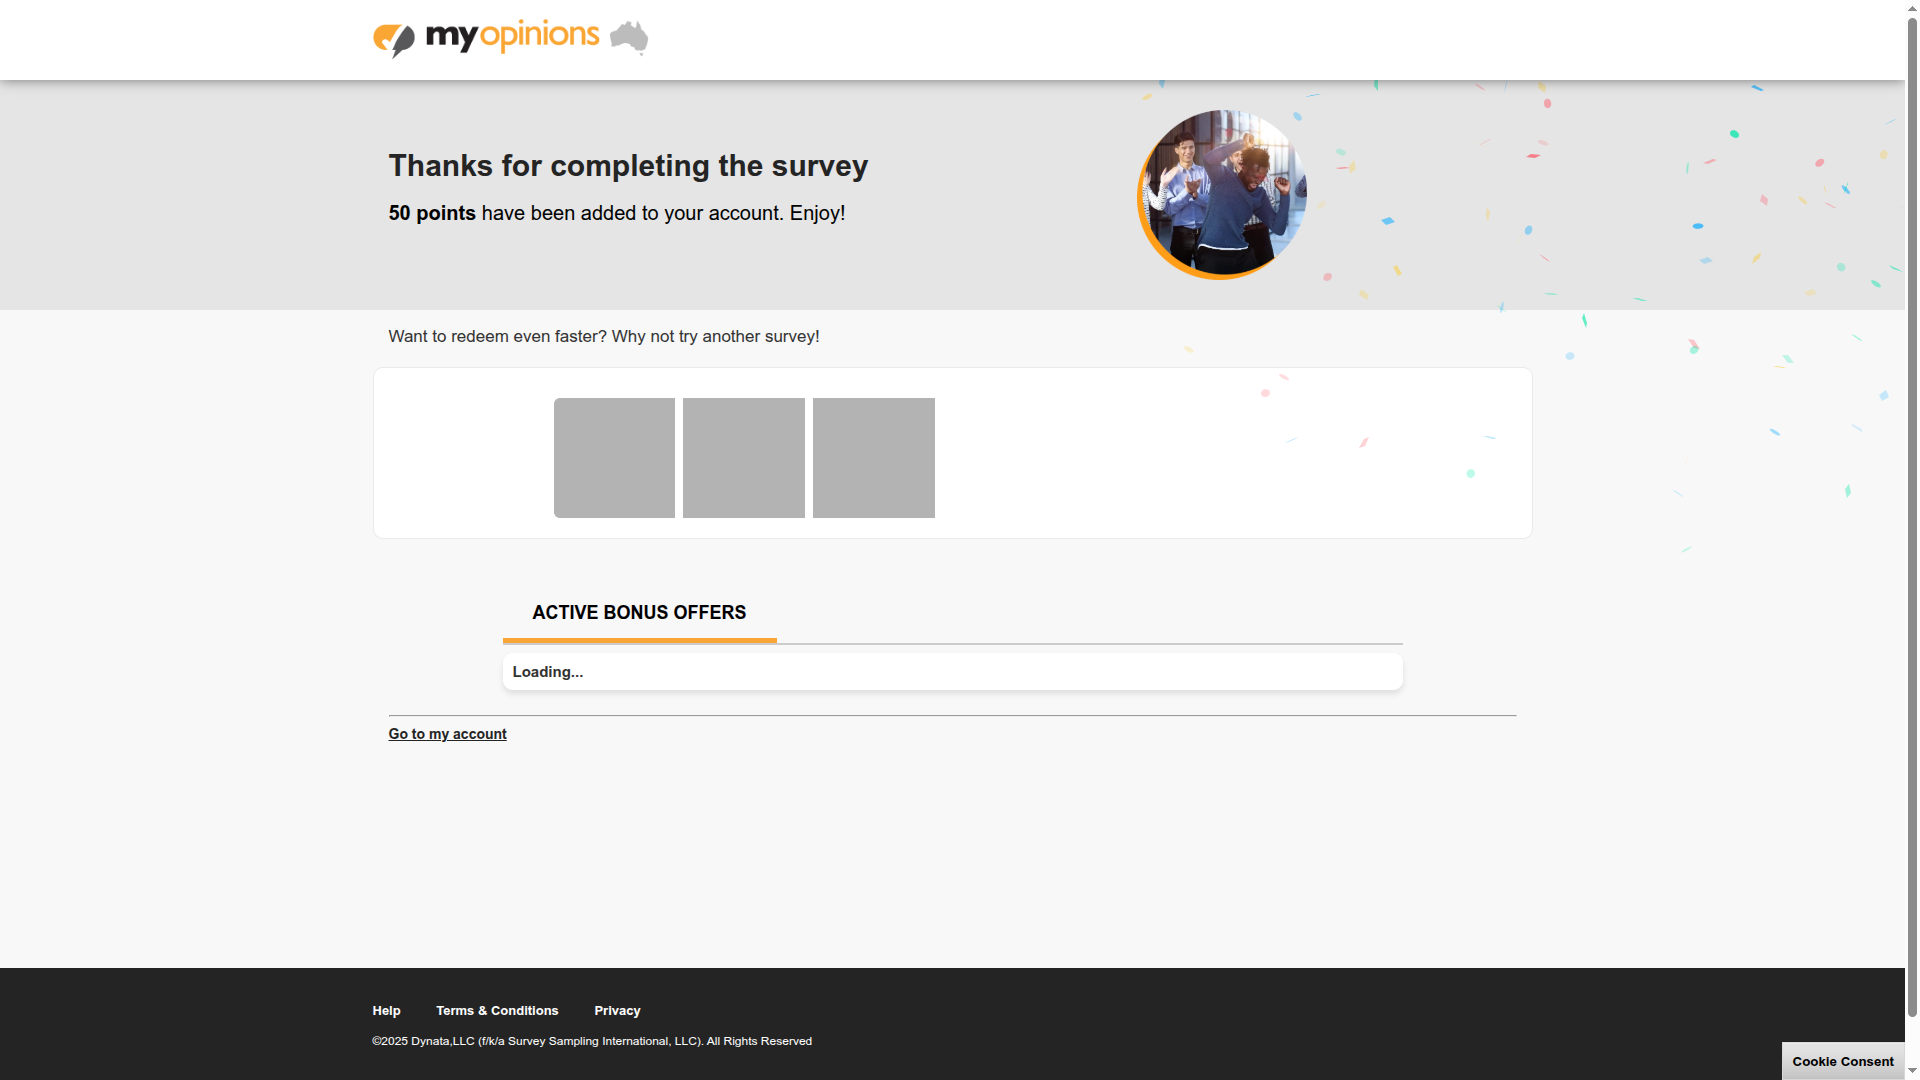 myopinions
Thanks for completing the survey
50 points have been added to your account. Enjoy!
Want to redeem even faster? Why not try another survey!
ACTIVE BONUS OFFERS
Loading...
Go to my account
Help Terms & Conditions Privacy
©2025 Dynata,LLC (f/k/a Survey Sampling International, LLC). All Rights Reserved
Cookie Consent